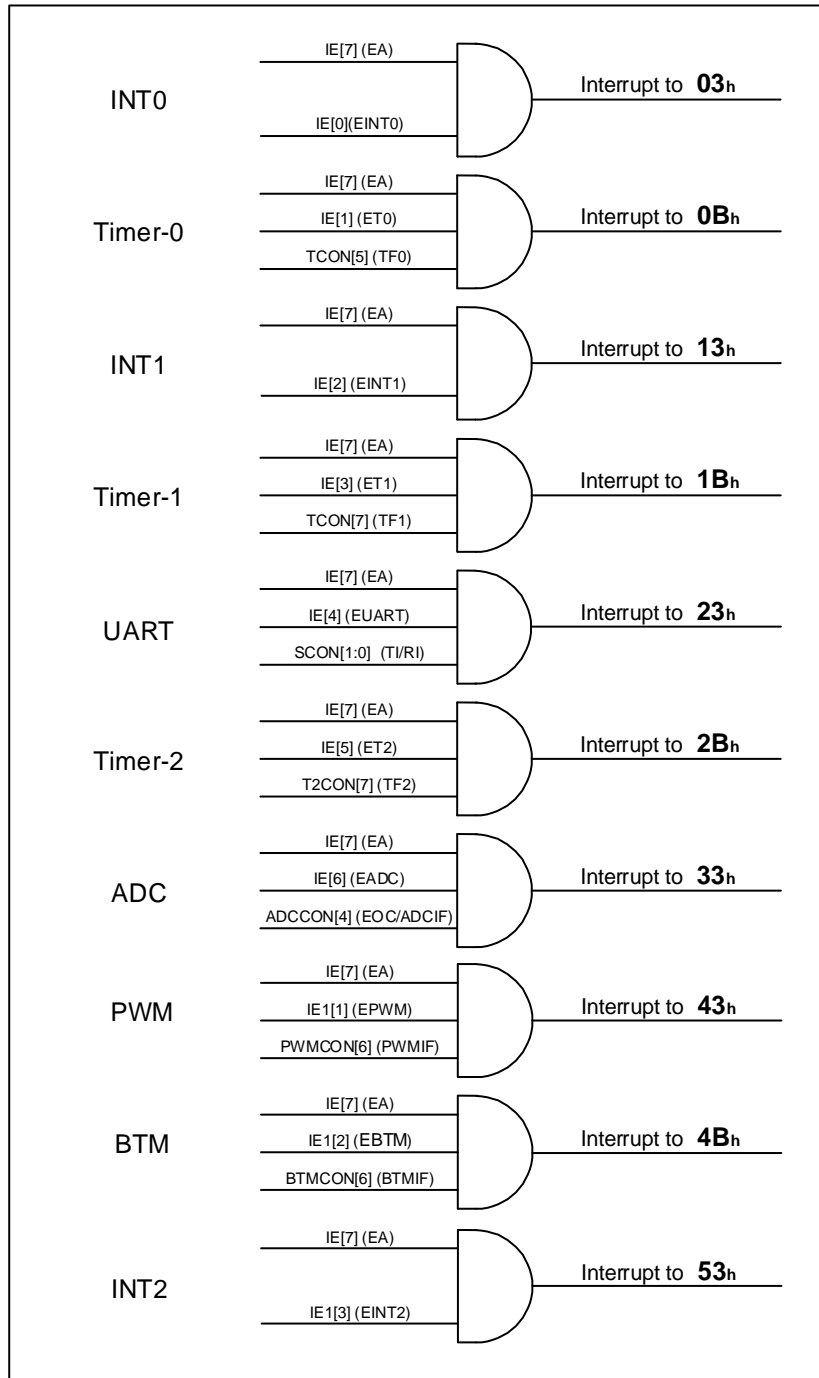 IE[7] (EA)
INT0
Interrupt to 03h
IE[0](EINT0)
IE[7] (EA)
Timer-0
IE[1] (ET0)
Interrupt to 0Bh
TCON[5] (TF0)
IE[7] (EA)
INT1
Interrupt to 13h
IE[2] (EINT1)
IE[7] (EA)
Timer-1
IE[3] (ET1)
Interrupt to 1Bh
TCON[7] (TF1)
IE[7] (EA)
UART
IE[4] (EUART)
Interrupt to 23h
SCON[1:0] (TI/RI)
IE[7] (EA)
Timer-2
IE[5] (ET2)
Interrupt to 2Bh
T2CON[7] (TF2)
IE[7] (EA)
ADC
IE[6] (EADC)
Interrupt to 33h
ADCCON[4] (EOC/ADCIF)
IE[7] (EA)
PWM
IE1[1] (EPWM)
Interrupt to 43h
PWMCON[6] (PWMIF)
IE[7] (EA)
BTM
IE1[2] (EBTM)
Interrupt to 4Bh
BTMCON[6] (BTMIF)
IE[7] (EA)
INT2
Interrupt to 53h
IE1[3] (EINT2)